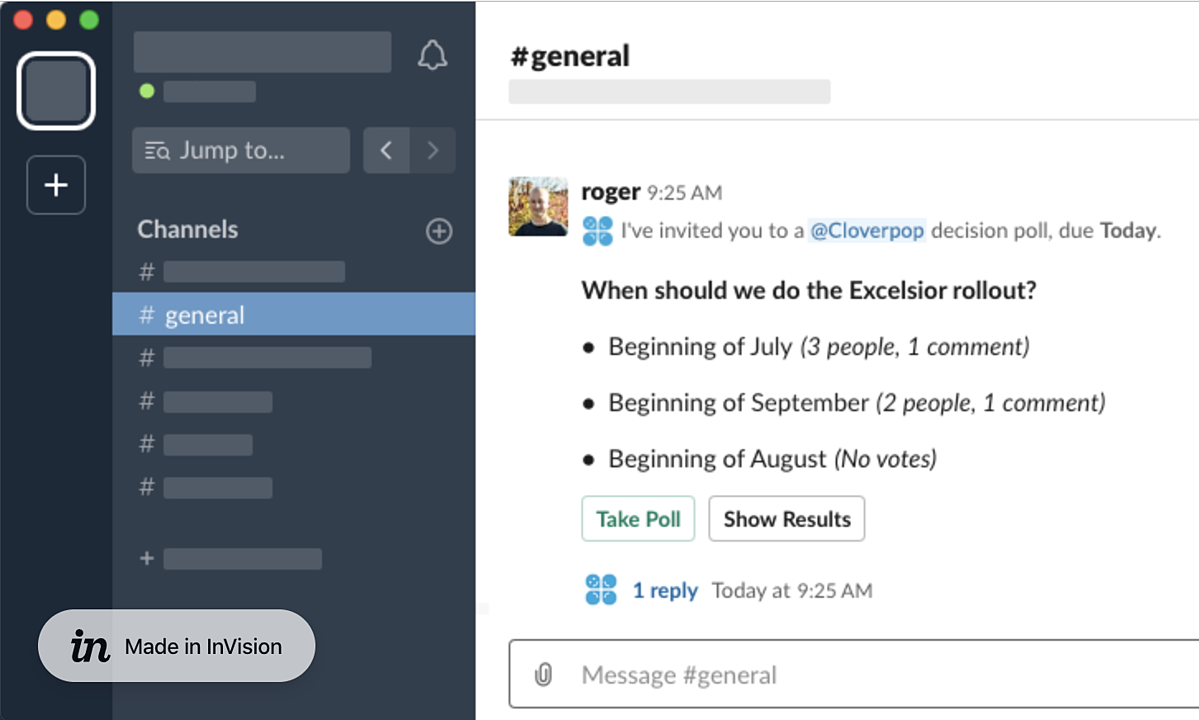 Jump to...
Channels
#
# general
#
#
#
#
+
in Made in InVision
#general
roger 9:25 AM
I've invited you to a @Cloverpop decision poll, due Today.
When should we do the Excelsior rollout?
• Beginning of July (3 people, 1 comment)
• Beginning of September (2 people, 1 comment)
• Beginning of August (No votes)
Take Poll Show Results
1 reply Today at 9:25 AM
Message #general